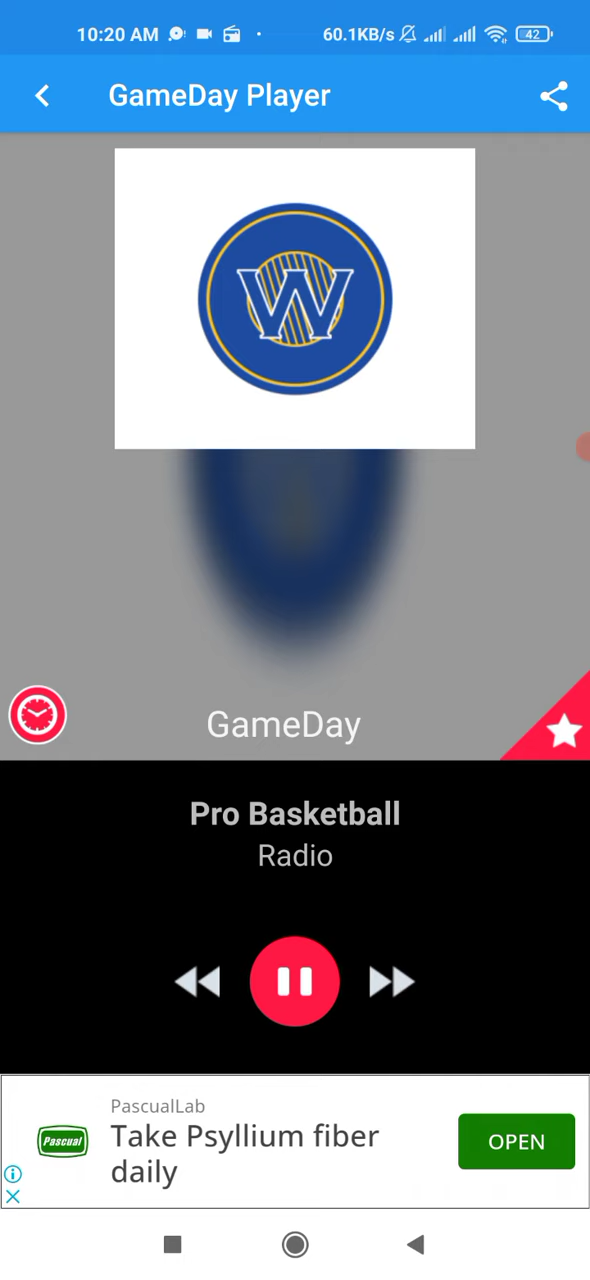 10:20 AM
60.1KB/s
42
GameDay Player
W
GameDay
Pro Basketball
Radio
PascualLab
Pascual
Take Psyllium fiber
daily
OPEN